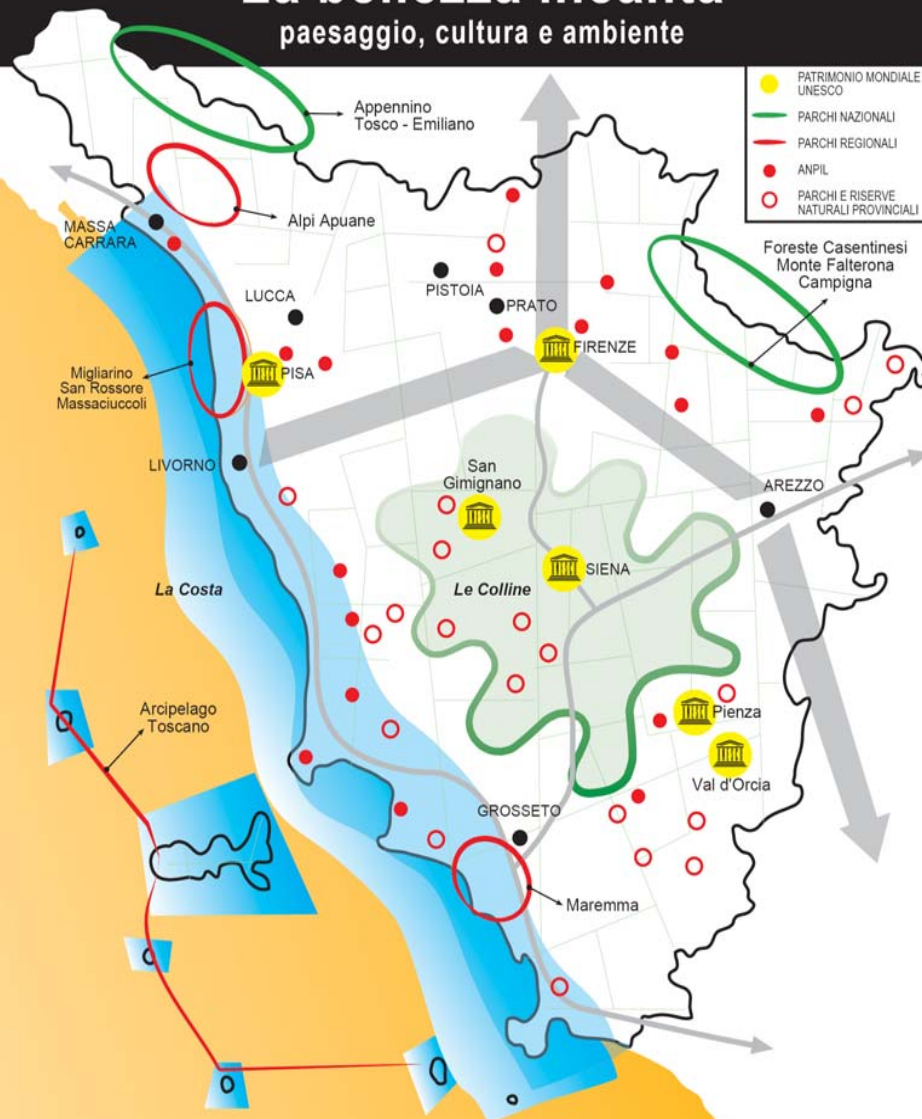 paesaggio, cultura e ambiente
PATRIMONIO MONDIALE
UNESCO
PARCHI NAZIONALI
PARCHI REGIONALI
ANPIL
PARCHI E RISERVE
NATURALI PROVINCIALI
Appennino
Tosco - Emiliano
Alpi Apuane
MASSA
CARRARA
Foreste Casentinesi
Monte Falterona
Campigna
PISTOIA
LUCCA
PRATO
FIRENZE
PISA
Migliarino
San Rossore
Massaciuccoli
LIVORNO
San
Gimignano
AREZZO
SIENA
La Costa
Le Colline
Arcipelago
Toscano
Pienza
Val d'Orcia
GROSSETO
Maremma